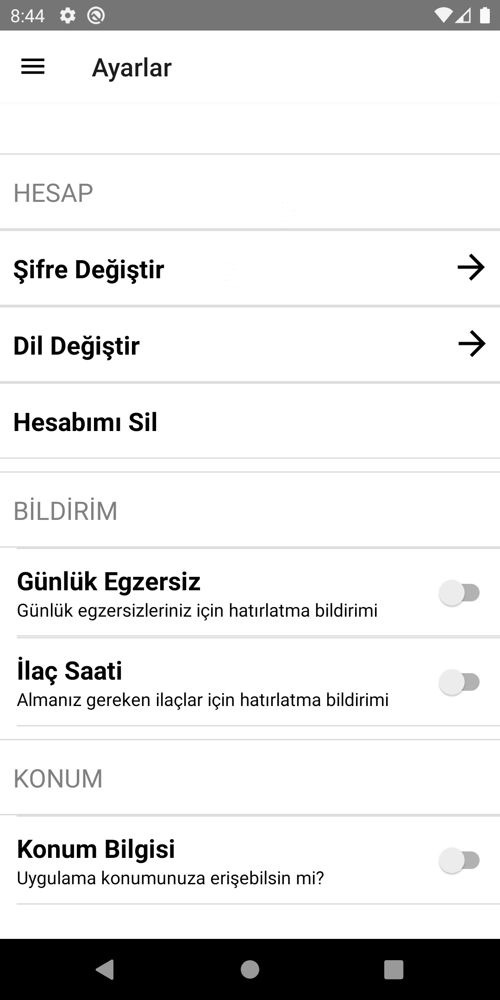 8:44
Ayarlar
HESAP
Şifre Değiştir
Dil Değiştir
Hesabımı Sil
BİLDİRİM
Günlük Egzersiz
Günlük egzersizleriniz için hatırlatma bildirimi
İlaç Saati
Almanız gereken ilaçlar için hatırlatma bildirimi
KONUM
Konum Bilgisi
Uygulama konumunuza erişebilsin mi?